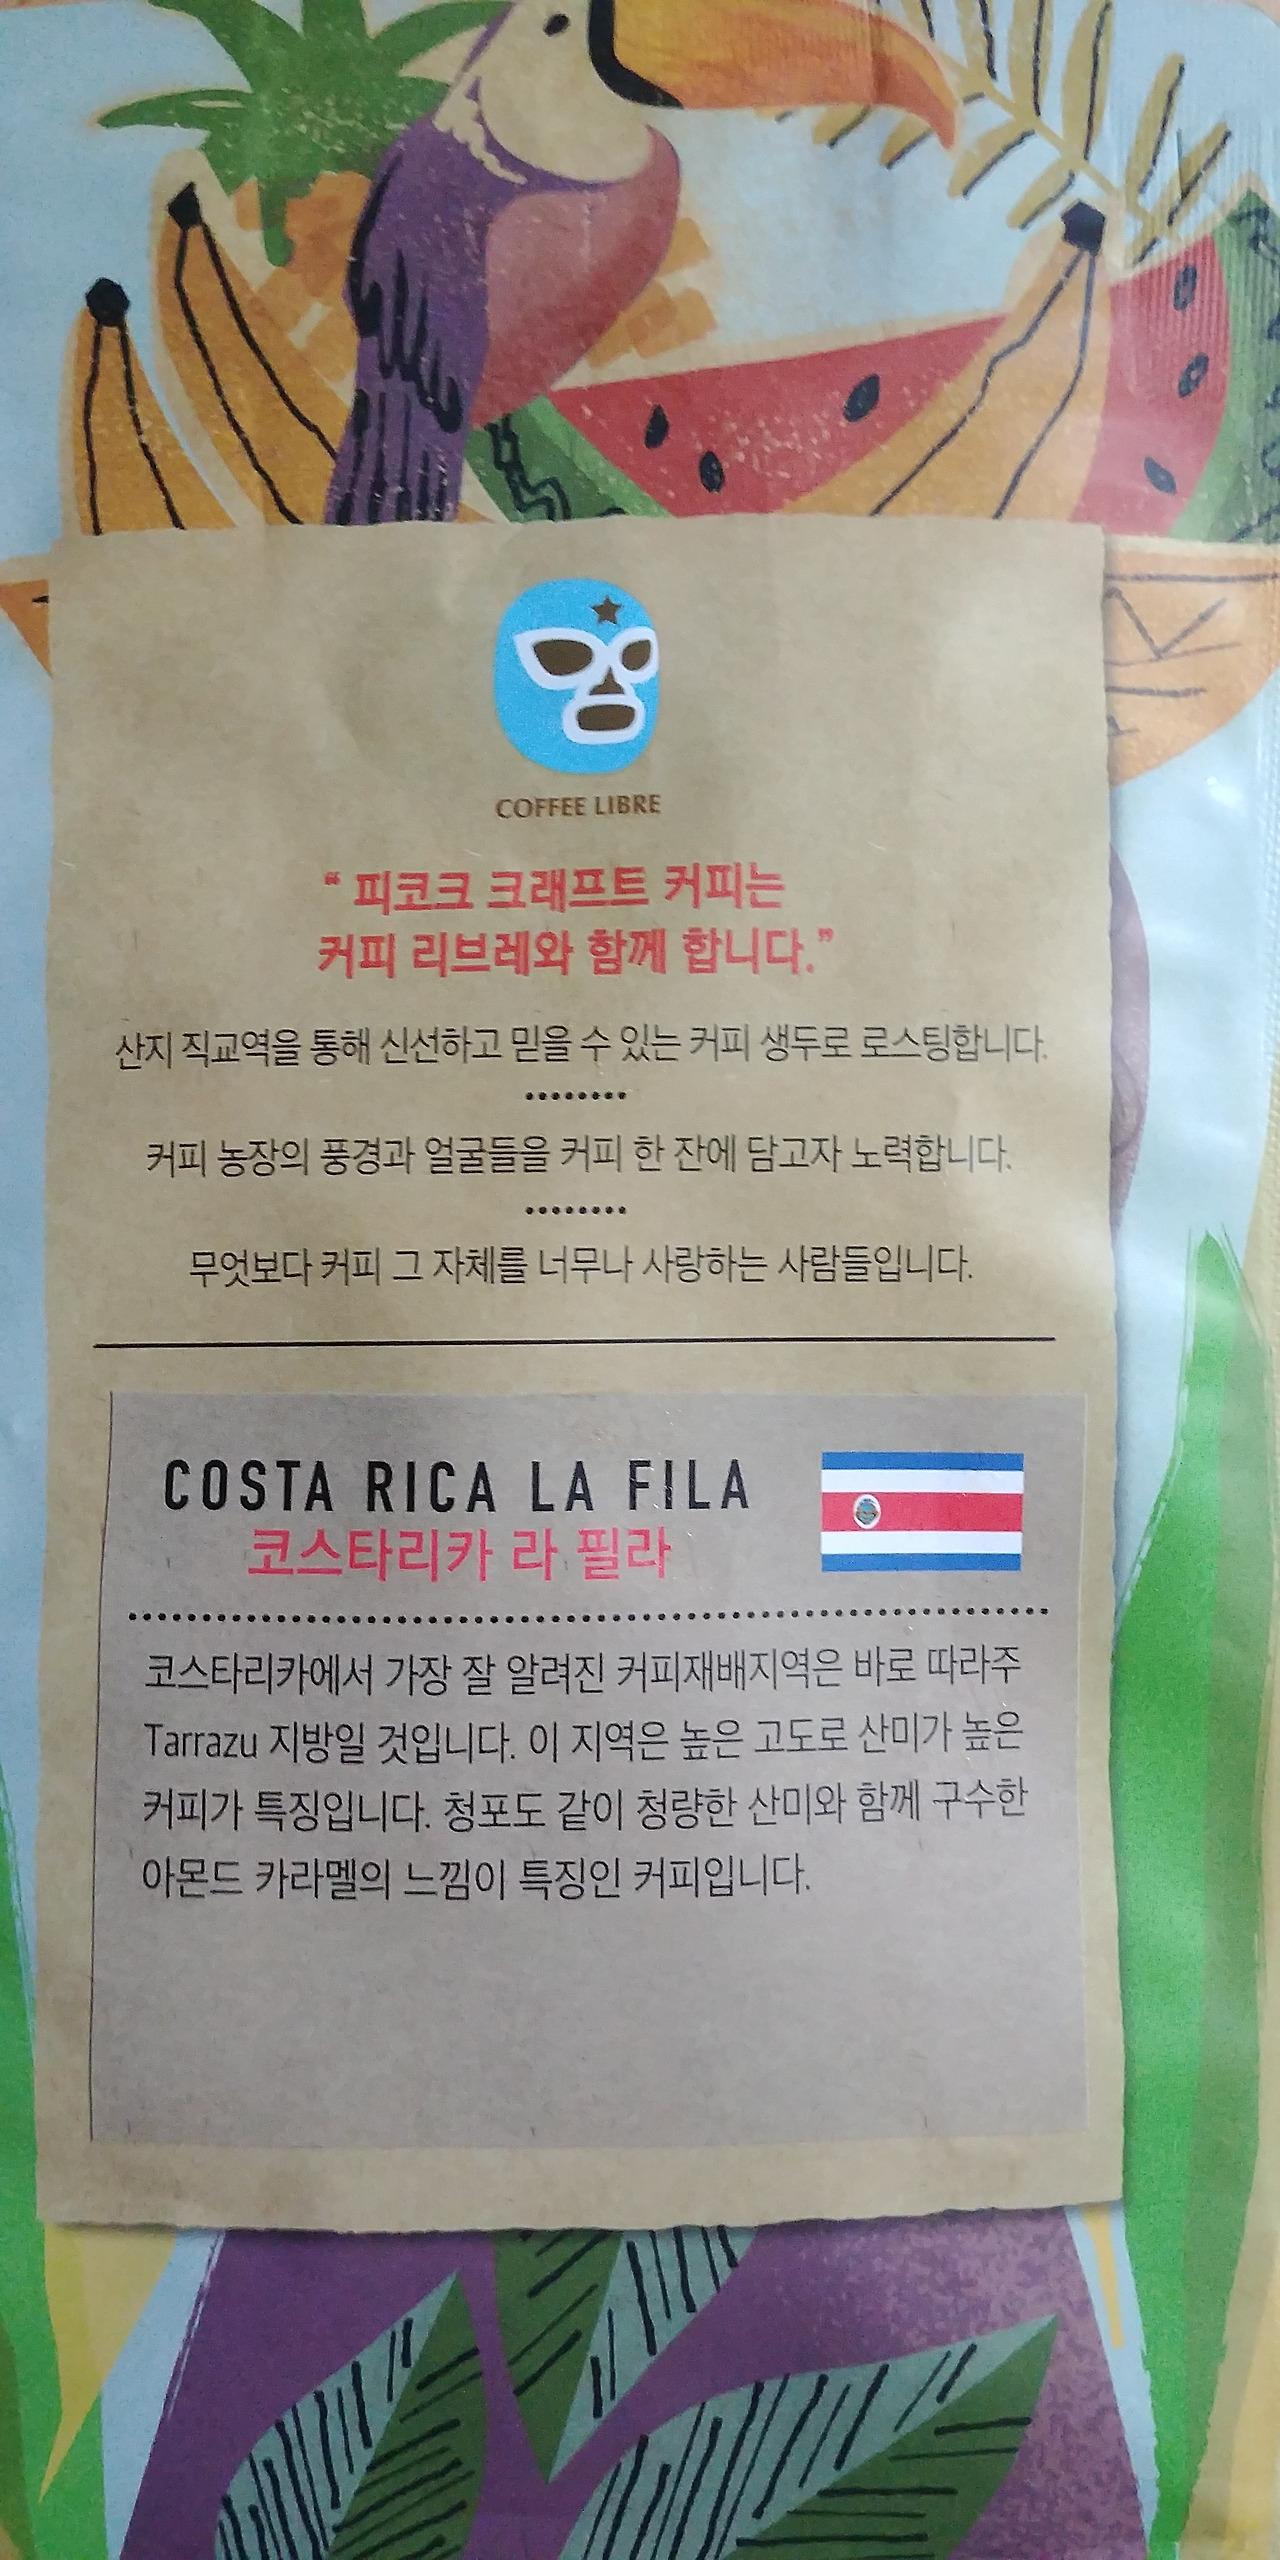 COFFEE LIBRE
“ 피코크 크래프트 커피는
커피 리브레와 함께 합니다.”
산지 직교역을 통해 신선하고 믿을 수 있는 커피 생두로 로스팅합니다.
커피 농장의 풍경과 얼굴들을 커피 한 잔에 담고자 노력합니다.
무엇보다 커피 그 자체를 너무나 사랑하는 사람들입니다.
COSTA RICA LA FILA
코스타리카 라 필라
코스타리카에서 가장 잘 알려진 커피재배지역은 바로 따라주
Tarrazu 지방일 것입니다. 이 지역은 높은 고도로 산미가 높은
커피가 특징입니다. 청포도 같이 청량한 산미와 함께 구수한
아몬드 카라멜의 느낌이 특징인 커피입니다.